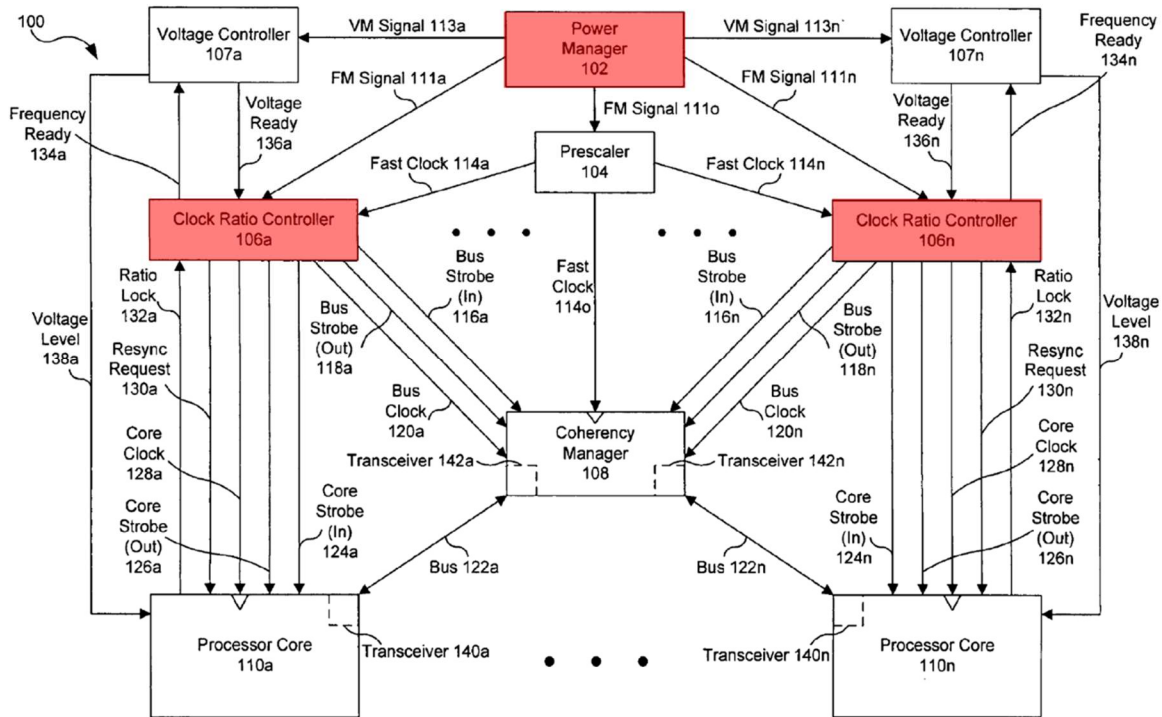 100
Voltage Controller
107a
VM Signal 113a
Power
Manager
102
VM Signal 113n
Voltage Controller
107n
Frequency
Ready
134n
FM Signal 111a
FM Signal 111o
FM Signal 111n
Frequency
Ready
134a
Voltage
Ready
136a
Fast Clock 114a
Prescaler
104
Fast Clock 114n
Voltage
Ready
136n
Clock Ratio Controller
106a
Clock Ratio Controller
106n
Voltage
Level
138a
Ratio
Lock
132a
Resync
Request
130a
Core
Clock
128a
Core
Strobe
(Out)
126a
Core
Strobe
(In)
124a
Bus
Strobe
(Out)
118a
Bus
Strobe
(In)
116a
Bus
Clock
120a
Fast
Clock
114o
Bus
Strobe
(In)
116n
Bus
Strobe
(Out)
118n
Bus
Clock
120n
Ratio
Lock
132n
Resync
Request
130n
Core
Clock
128n
Core
Strobe
(Out)
126n
Core
Strobe
(In)
124n
Voltage Level
138n
Transceiver 142a
Coherency
Manager
108
Transceiver 142n
Bus 122a
Bus 122n
Processor Core
110a
Transceiver 140a
Transceiver 140n
Processor Core
110n